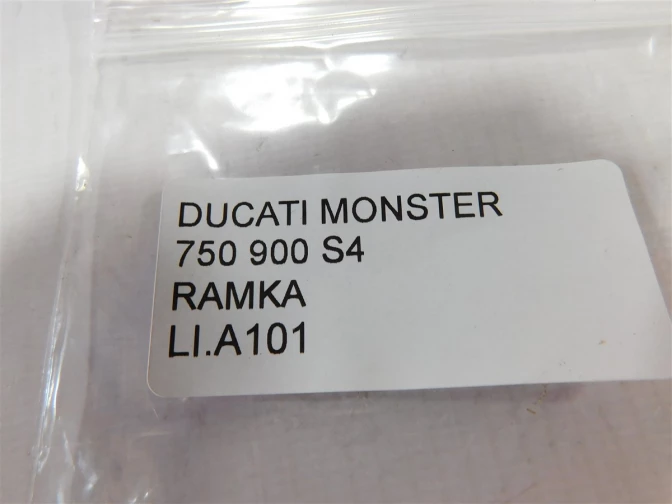 DUCATI MONSTER
750 900 S4
RAMKA
LI.A101